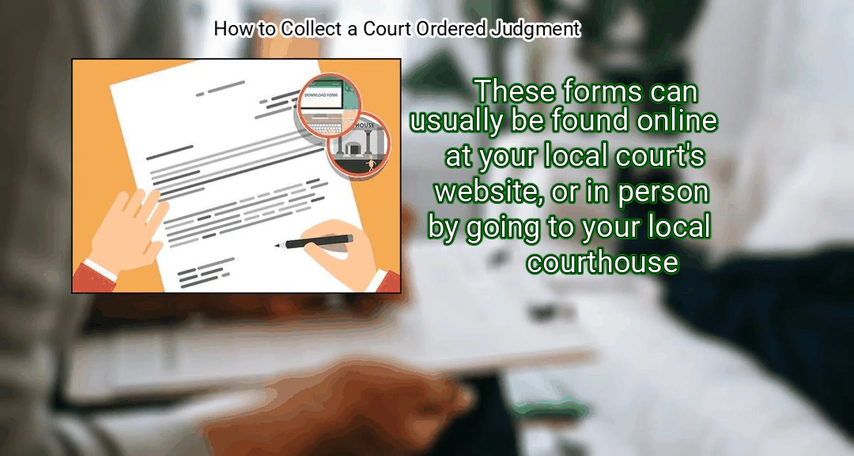 How to Collect a Court Ordered Judgment
DOWNLOAD FORM
HOUSE
These forms can
usually be found online
at your local court's
website, or in person
by going to your local
courthouse